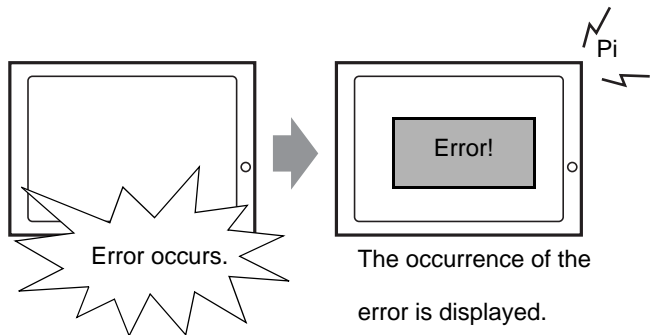 Error occurs.
Pi
Error!
The occurrence of the
error is displayed.